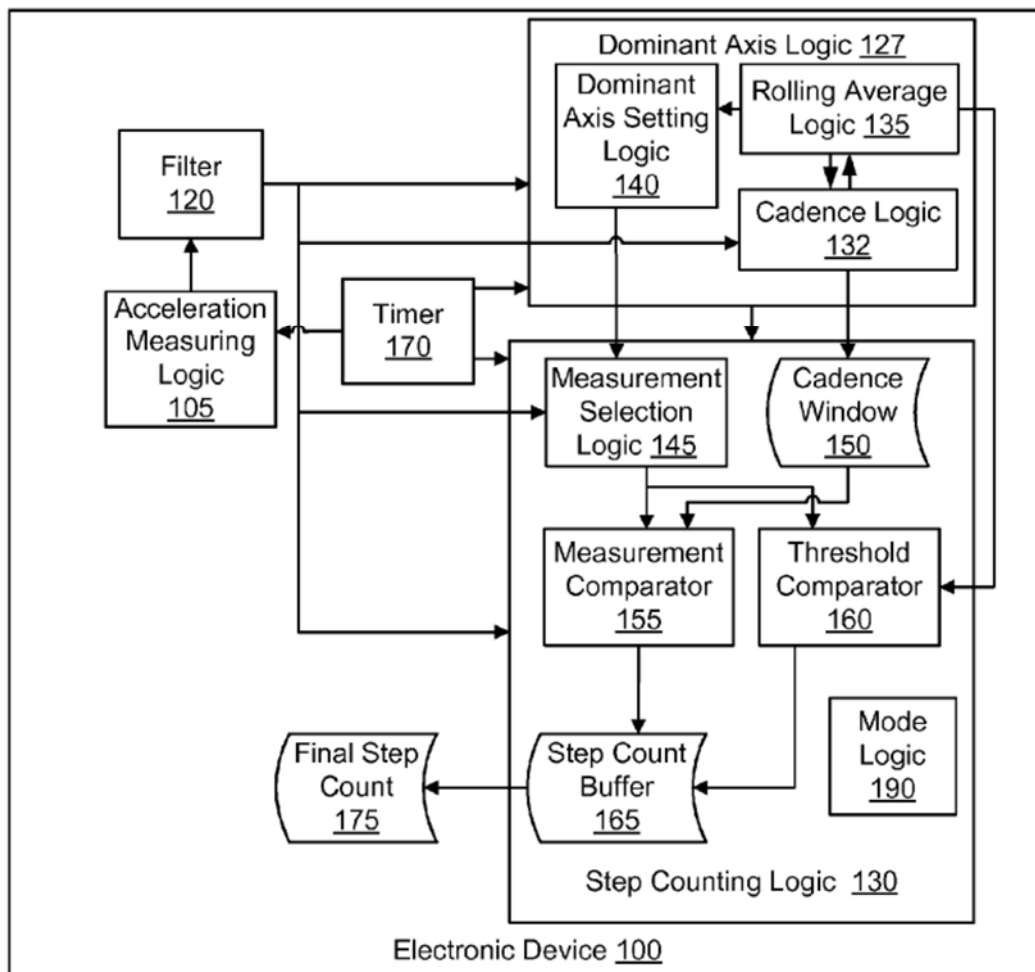 Dominant Axis Logic 127
Dominant
Axis Setting
Logic
140
Rolling Average
Logic 135
Filter
120
Cadence Logic
132
Acceleration
Measuring
Logic
105
Timer
170
Measurement
Selection
Logic 145
Cadence
Window
150
Measurement
Comparator
155
Threshold
Comparator
160
Mode
Logic
190
Final Step
Count
175
Step Count
Buffer
165
Step Counting Logic 130
Electronic Device 100